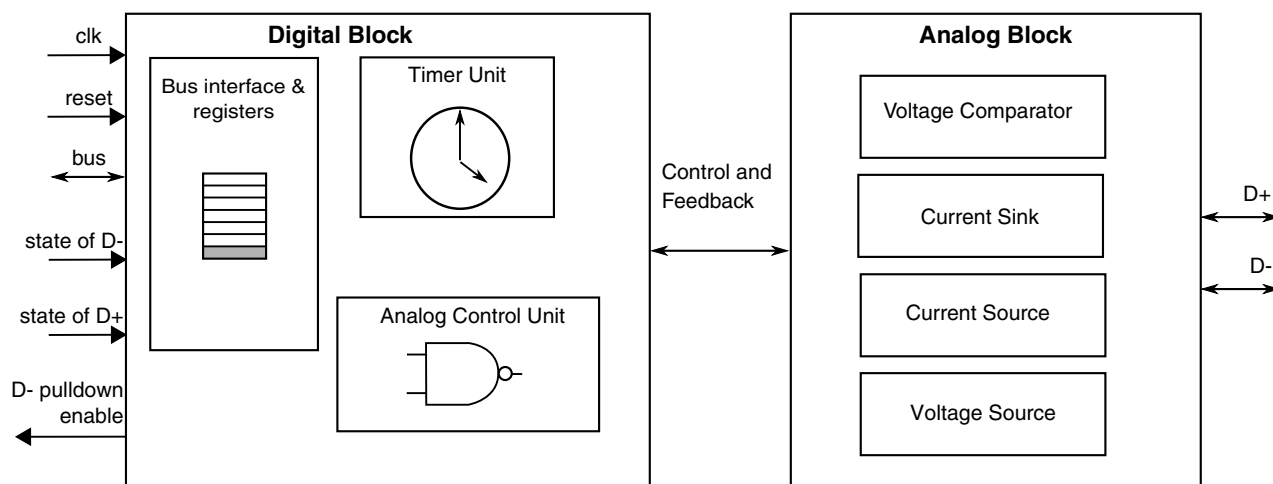 Digital Block
clk
reset
bus
state of D-
state of D+
D- pulldown
enable
Bus interface &
registers
Timer Unit
Analog Control Unit
Control and
Feedback
Analog Block
Voltage Comparator
Current Sink
Current Source
Voltage Source
D+
D-